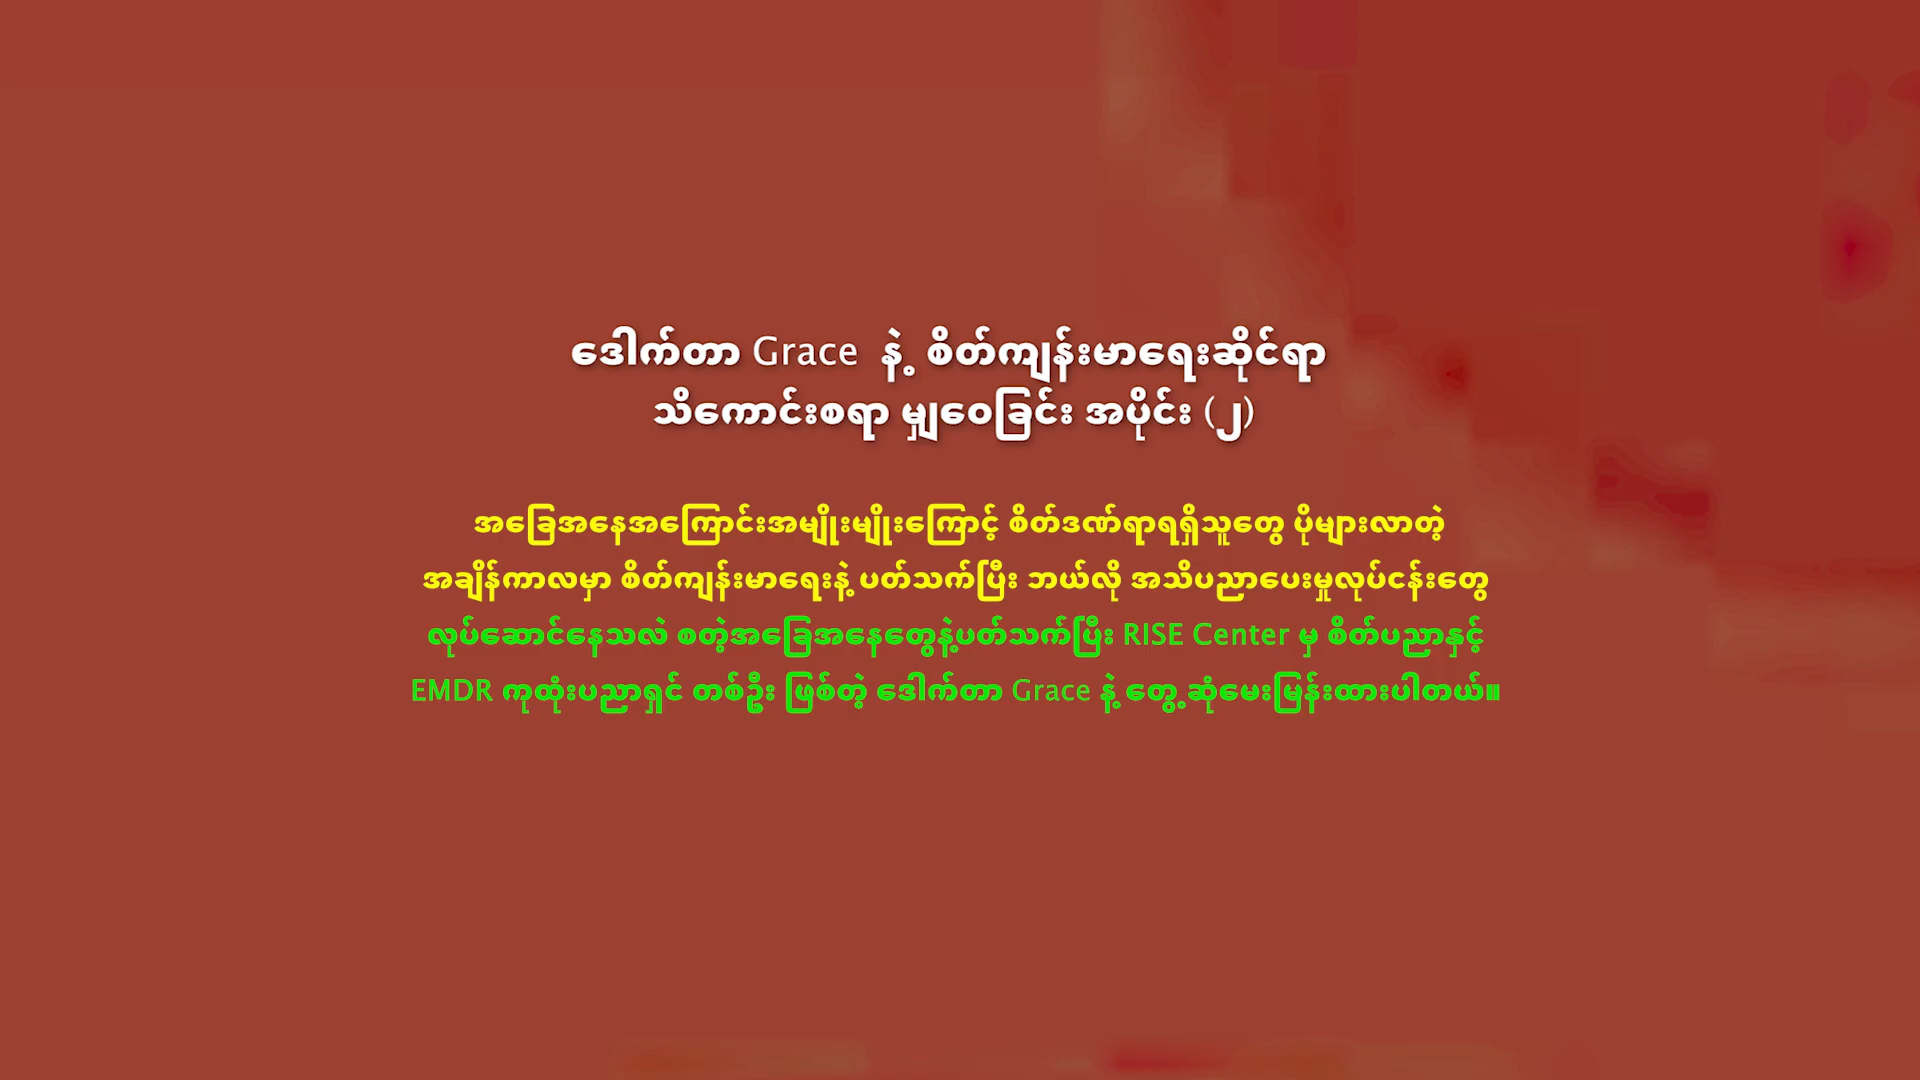 ဒေါက်တာ Grace နဲ့ စိတ်ကျန်းမာရေးဆိုင်ရာ
သိကောင်းစရာ မျှဝေခြင်း အပိုင်း (၂)
အခြေအနေအကြောင်းအမျိုးမျိုးကြောင့် စိတ်ဒဏ်ရာရရှိသူတွေ ပိုများလာတဲ့
အချိန်ကာလမှာ စိတ်ကျန်းမာရေးနဲ့ ပတ်သက်ပြီး ဘယ်လို အသိပညာပေးမှုလုပ်ငန်းတွေ
လုပ်ဆောင်နေသလဲ စတဲ့အခြေအနေတွေနဲ့ပတ်သက်ပြီး RISE Center မှ စိတ်ပညာနှင့်
EMDR ကုထုံးပညာရှင် တစ်ဦး ဖြစ်တဲ့ ဒေါက်တာ Grace နဲ့ တွေ့ဆုံမေးမြန်းထားပါတယ်။